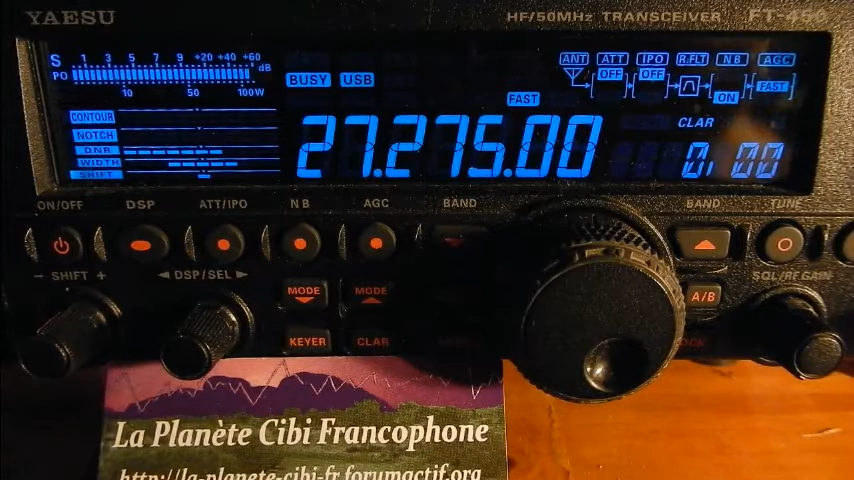 YAESU
HF/50MHz TRANSCEIVER FT-450
S 1 3 5 7 9 +20 +40 +60 dB
PO 10 50 100W
BUSY USB
ANT ATT IPO R.FLT NB AGC
OFF OFF ON FAST
FAST
CLAR
27.275.00 0.00
CONTOUR
NOTCH
DNR
WIDTH
SHIFT
ON/OFF DSP ATT/IPO NB AGC BAND BAND TUNE
− SHIFT + ◄ DSP/SEL ► SQL/RF GAIN
MODE MODE A/B
KEYER CLAR
La Planète Cibi Francophone
http://la-planete-cibi-fr.forumactif.org